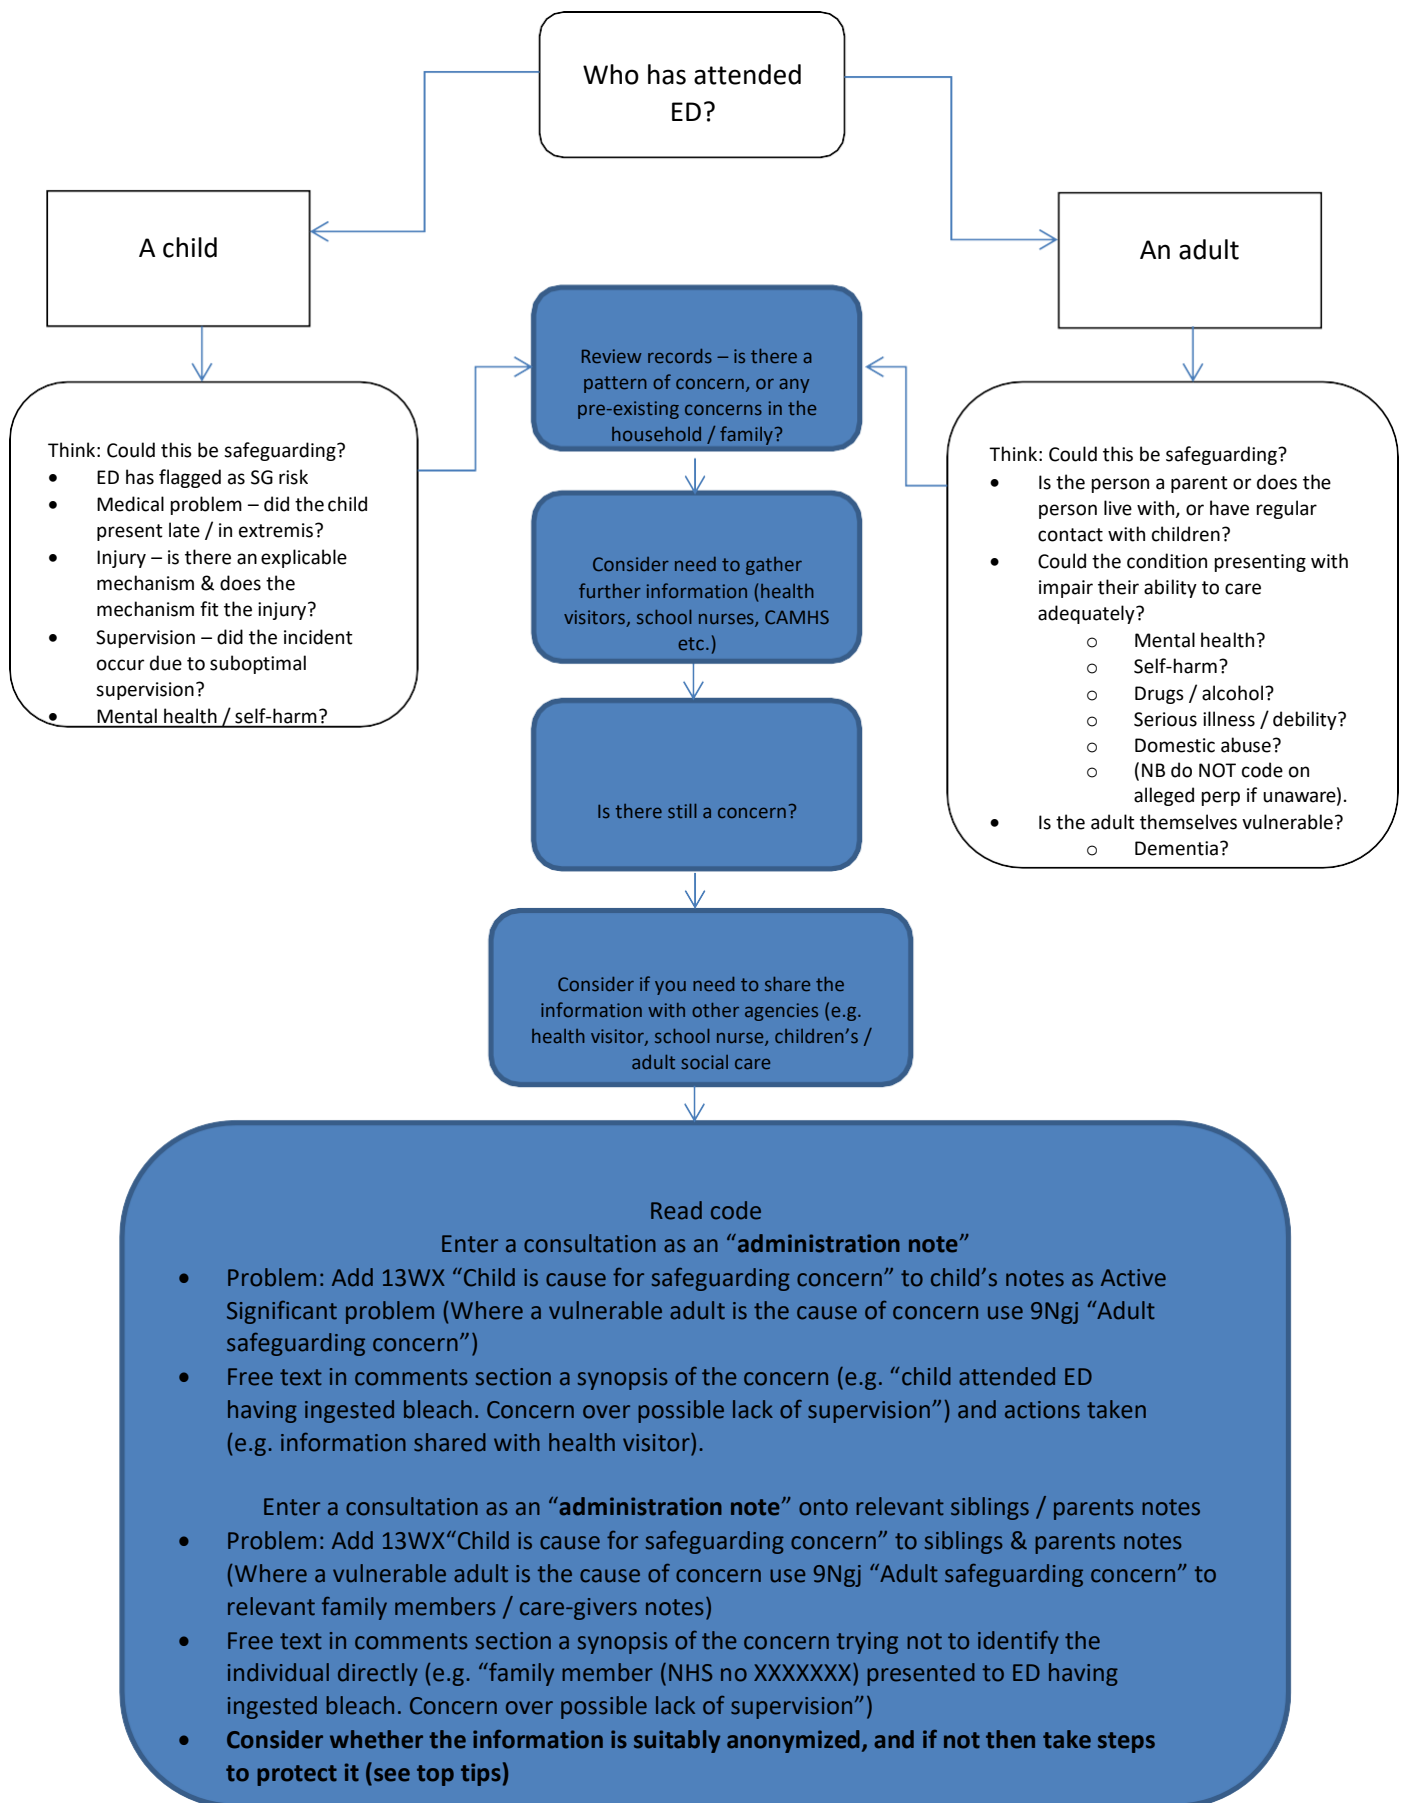 Who has attended
ED?
A child
An adult
Review records – is there a
pattern of concern, or any
pre-existing concerns in the
household / family?
Think: Could this be safeguarding?
• ED has flagged as SG risk
• Medical problem – did the child
present late / in extremis?
• Injury – is there an explicable
mechanism & does the
mechanism fit the injury?
• Supervision – did the incident
occur due to suboptimal
supervision?
• Mental health / self-harm?
Think: Could this be safeguarding?
• Is the person a parent or does the
person live with, or have regular
contact with children?
• Could the condition presenting with
impair their ability to care
adequately?
o Mental health?
o Self-harm?
o Drugs / alcohol?
o Serious illness / debility?
o Domestic abuse?
o (NB do NOT code on
alleged perp if unaware).
• Is the adult themselves vulnerable?
o Dementia?
Consider need to gather
further information (health
visitors, school nurses, CAMHS
etc.)
Is there still a concern?
Consider if you need to share the
information with other agencies (e.g.
health visitor, school nurse, children’s /
adult social care
Read code
Enter a consultation as an “administration note”
• Problem: Add 13WX “Child is cause for safeguarding concern” to child’s notes as Active
Significant problem (Where a vulnerable adult is the cause of concern use 9Ngj “Adult
safeguarding concern”)
• Free text in comments section a synopsis of the concern (e.g. “child attended ED
having ingested bleach. Concern over possible lack of supervision”) and actions taken
(e.g. information shared with health visitor).
Enter a consultation as an “administration note” onto relevant siblings / parents notes
• Problem: Add 13WX“Child is cause for safeguarding concern” to siblings & parents notes
(Where a vulnerable adult is the cause of concern use 9Ngj “Adult safeguarding concern” to
relevant family members / care-givers notes)
• Free text in comments section a synopsis of the concern trying not to identify the
individual directly (e.g. “family member (NHS no XXXXXXX) presented to ED having
ingested bleach. Concern over possible lack of supervision”)
• Consider whether the information is suitably anonymized, and if not then take steps
to protect it (see top tips)